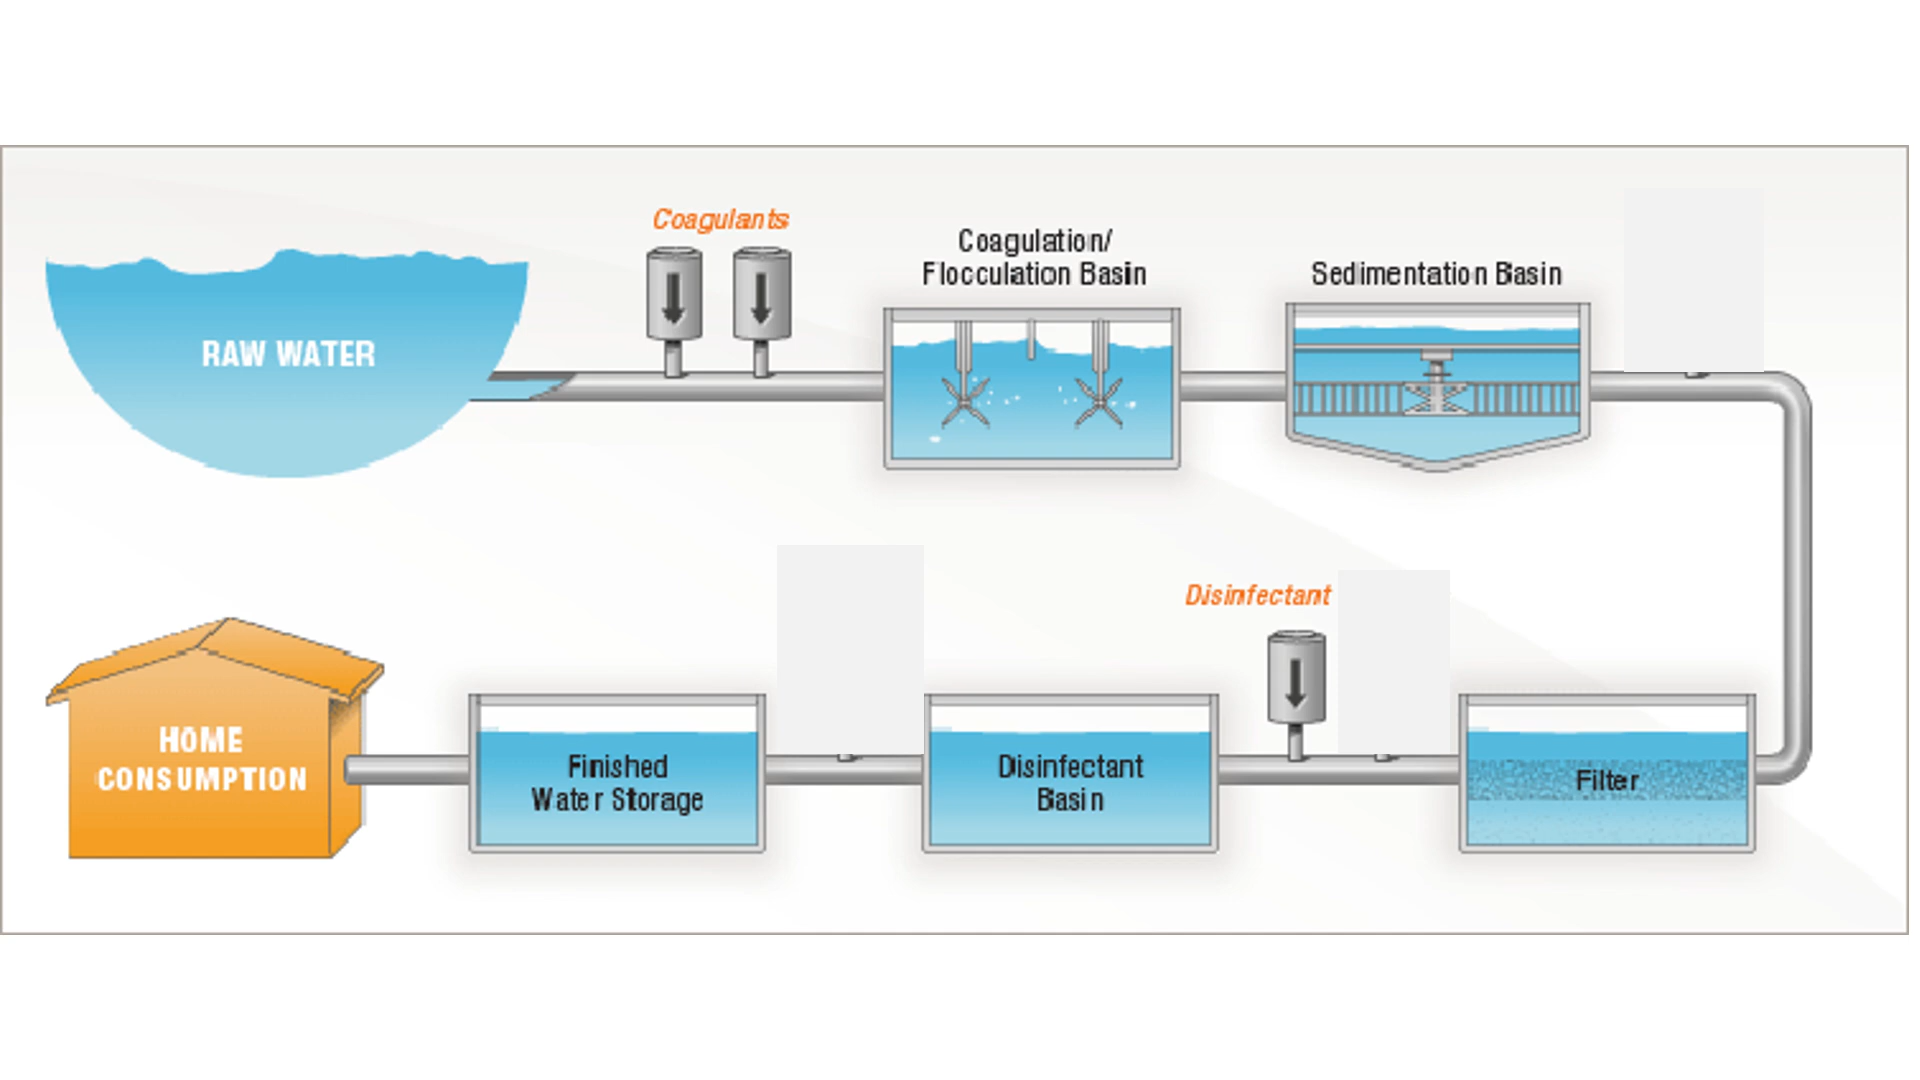 Coagulants
Coagulation/
Flocculation Basin
Sedimentation Basin
RAW WATER
Disinfectant
HOME
CONSUMPTION
Finished
Water Storage
Disinfectant
Basin
Filter